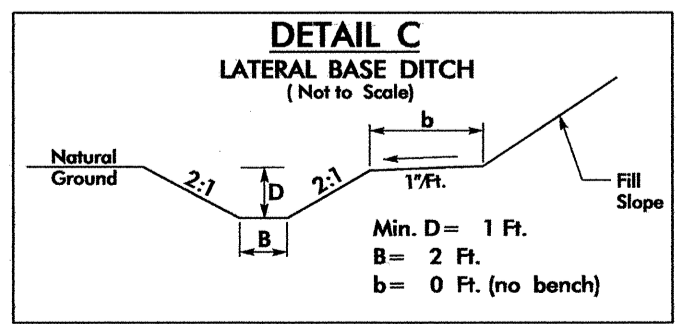 DETAIL C
LATERAL BASE DITCH
(Not to Scale)
b
Natural
Ground
2:1
D
2:1
1"/Ft.
Fill
Slope
B
Min. D= 1 Ft.
B= 2 Ft.
b= 0 Ft. (no bench)